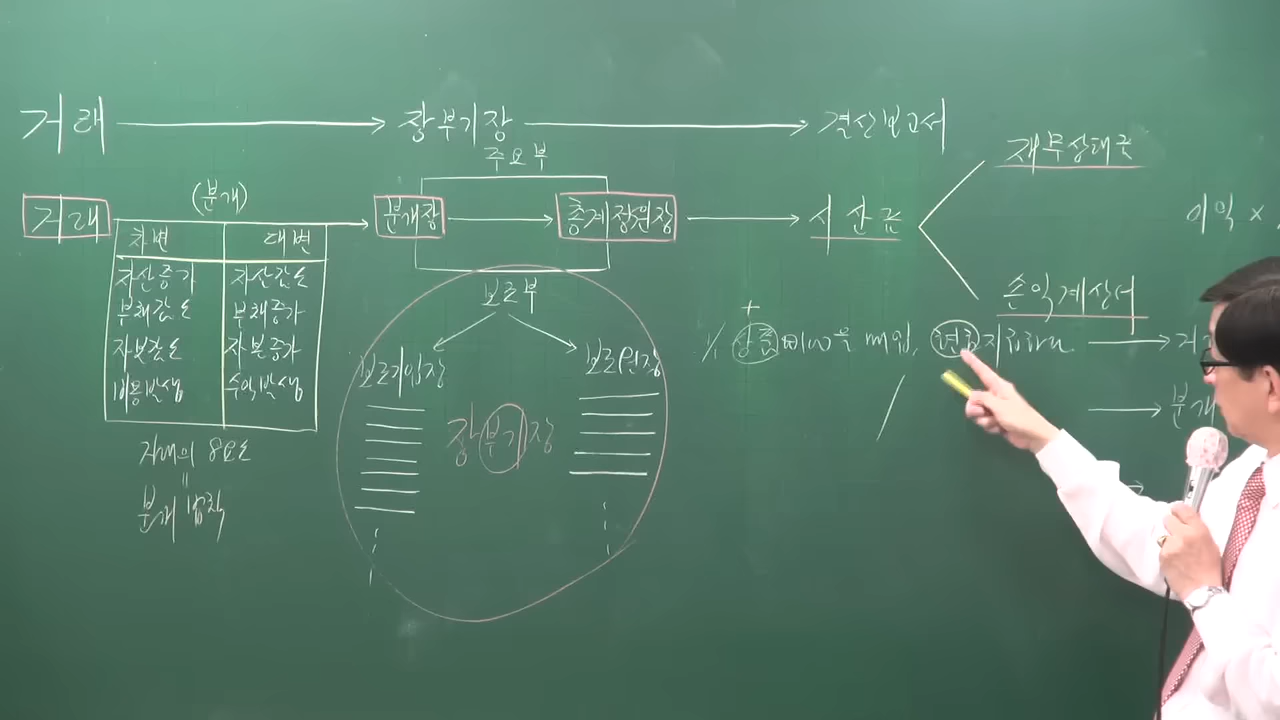 거래 장부기장 결산보고서
주요부 재무상태표
거래 (분개) 분개장 총계정원장 시산표 이익 ×
차변 대변
자산증가 자산감소
부채감소 부채증가
자본감소 자본증가
비용발생 수익발생
보조부 손익계산서
+
보조기입장 보조원장
1/1 상품 ₩100을 매입, 현금지급하다
분개
장부기장
거래의 8요소
"
분개 법칙